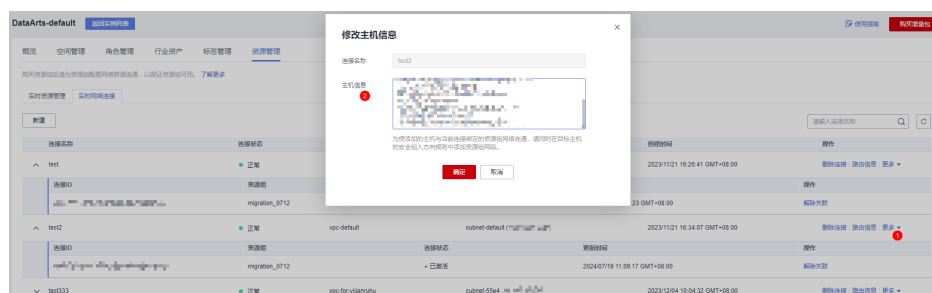 DataArts-default 返回实例列表 使用指南 购买增量包
概览 空间管理 角色管理 行业资产 标签管理 资源管理
购买资源组后请为资源组配置网络数据连通，以保证资源组可用。 了解更多
实时资源管理 实时网络连接
新建 请输入连接名称
修改主机信息
连接名称 test2
主机信息
2
为使添加的主机与当前连接绑定的资源组网络连通，请同时在目标主机的安全组入方向规则中添加资源组网段。
确定 取消
连接名称 连接状态 创建时间 操作
test 正常 2023/11/21 16:26:41 GMT+08:00 删除连接 路由信息 更多
连接ID 资源组 操作
migration_0712 23 GMT+08:00 解除关联
test2 正常 vpc-default subnet-default ( 2023/11/21 16:34:07 GMT+08:00 删除连接 路由信息 更多
1
连接ID 资源组 连接状态 更新时间 操作
migration_0712 已激活 2024/07/19 11:09:17 GMT+08:00 解除关联
test333 正常 vpc-for-yilianruhu subnet-55e4 2023/12/04 10:04:32 GMT+08:00 删除连接 路由信息 更多